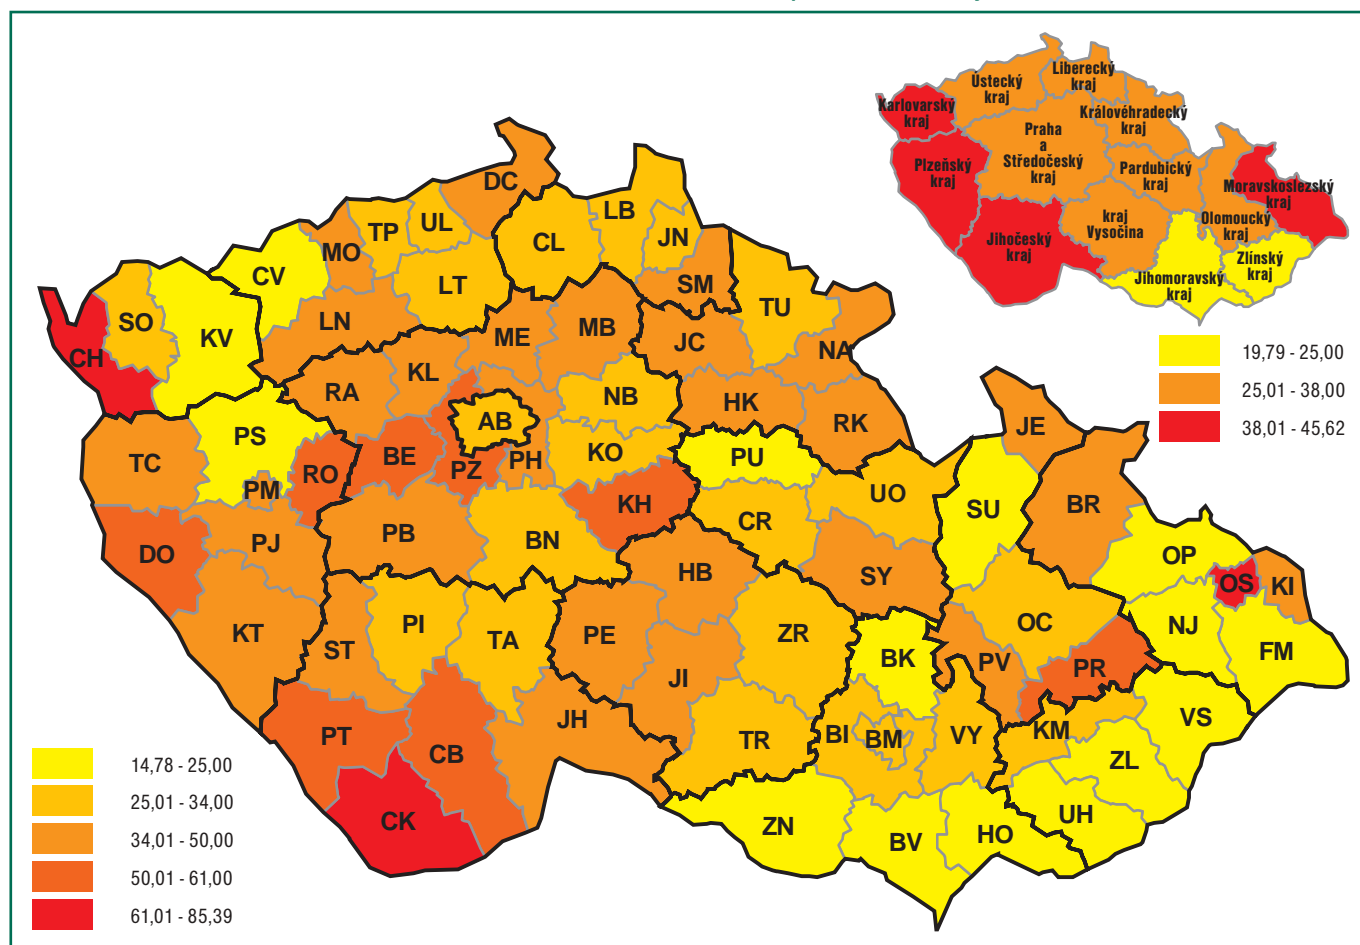 Ústecký
kraj
Liberecký
kraj
Karlovarský
kraj
Královéhradecký
kraj
Praha
a
Středočeský
kraj
Plzeňský
kraj
Pardubický
kraj
Moravskoslezský
kraj
kraj
Vysočina
Olomoucký
kraj
Jihočeský
kraj
Zlínský
kraj
Jihomoravský
kraj
19,79 - 25,00
25,01 - 38,00
38,01 - 45,62
DC
LB
UL
TP
JN
CL
MO
CV
LT
SM
TU
SO
KV
LN
ME
MB
JC
NA
CH
KL
RA
NB
HK
AB
RK
JE
PS
TC
BE
PH
KO
PU
RO
PZ
PM
KH
UO
SU
BR
CR
PB
BN
PJ
DO
OP
HB
SY
OS
KI
KT
ST
PI
TA
PE
ZR
OC
NJ
BK
FM
JI
PV
PR
PT
JH
VS
CB
TR
BI
BM
VY
KM
ZL
CK
ZN
BV
HO
UH
14,78 - 25,00
25,01 - 34,00
34,01 - 50,00
50,01 - 61,00
61,01 - 85,39